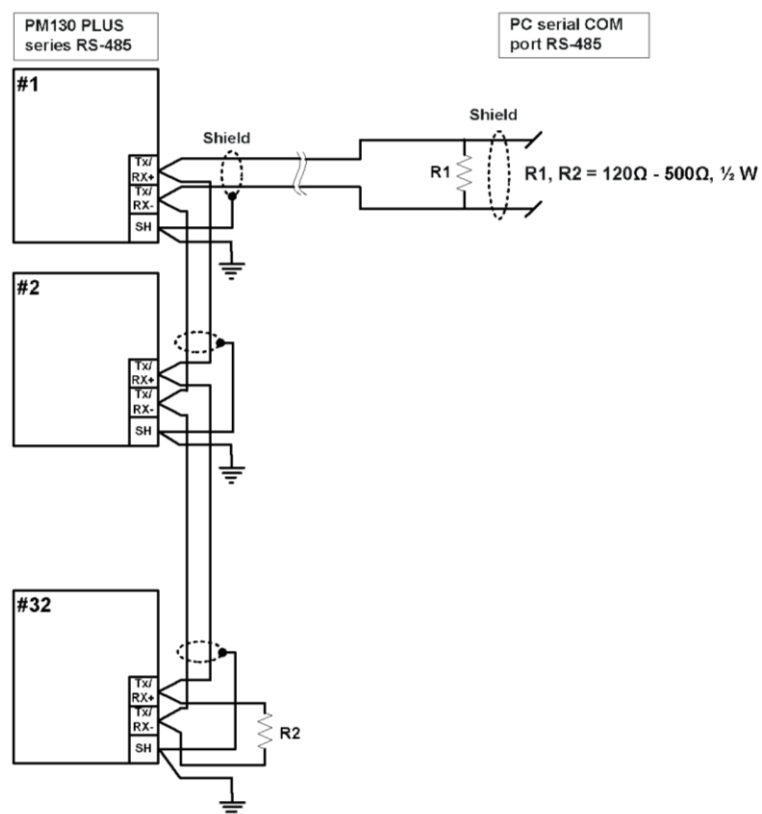 PM130 PLUS
series RS-485
PC serial COM
port RS-485
#1
Shield
Shield
Tx/
RX+
Tx/
RX-
SH
R1
R1, R2 = 120Ω - 500Ω, ½ W
#2
Tx/
RX+
Tx/
RX-
SH
#32
Tx/
RX+
Tx/
RX-
SH
R2